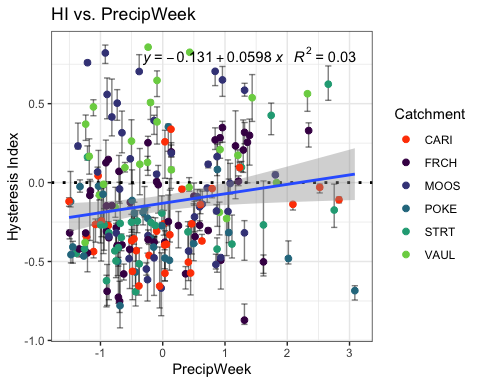 HI vs. PrecipWeek
y = −0.131 + 0.0598 x R² = 0.03
Hysteresis Index
0.5
0.0
-0.5
-1.0
-1
0
1
2
3
PrecipWeek
Catchment
CARI
FRCH
MOOS
POKE
STRT
VAUL